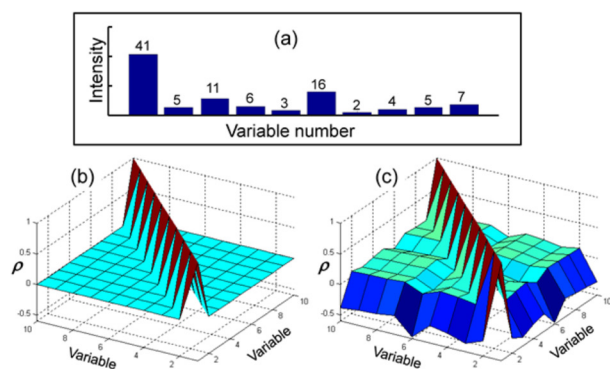 (a)
Intensity
41 5 11 6 3 16 2 4 5 7
Variable number
(b)
ρ
1
0.5
0
-0.5
10 8 6 4 2
Variable
2 4 6 8 10
Variable
(c)
ρ
1
0.5
0
-0.5
10 8 6 4 2
Variable
2 4 6 8 10
Variable